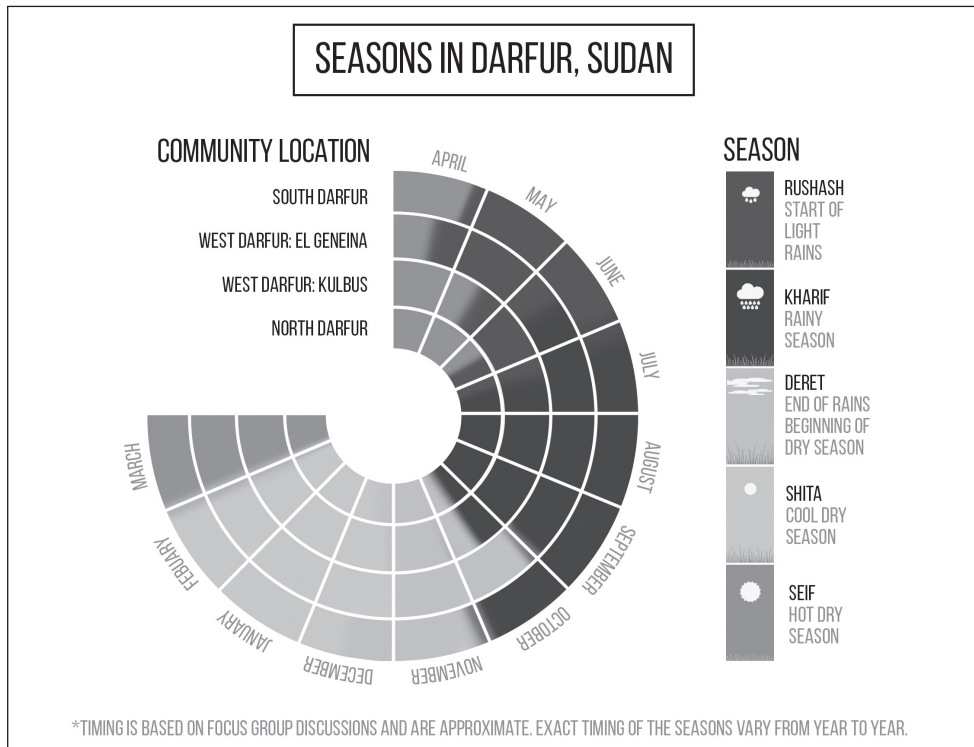 SEASONS IN DARFUR, SUDAN
COMMUNITY LOCATION
SOUTH DARFUR
WEST DARFUR: EL GENEINA
WEST DARFUR: KULBUS
NORTH DARFUR
APRIL
MAY
JUNE
JULY
AUGUST
SEPTEMBER
OCTOBER
NOVEMBER
DECEMBER
JANUARY
FEBUARY
MARCH
SEASON
RUSHASH
START OF
LIGHT
RAINS
KHARIF
RAINY
SEASON
DERET
END OF RAINS
BEGINNING OF
DRY SEASON
SHITA
COOL DRY
SEASON
SEIF
HOT DRY
SEASON
*TIMING IS BASED ON FOCUS GROUP DISCUSSIONS AND ARE APPROXIMATE. EXACT TIMING OF THE SEASONS VARY FROM YEAR TO YEAR.